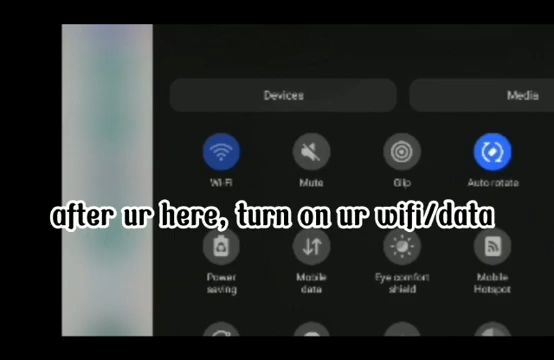 Devices Media
Wi-Fi Mute Clip Auto rotate
after ur here, turn on ur wifi/data
Power saving Mobile data Eye comfort shield Mobile Hotspot